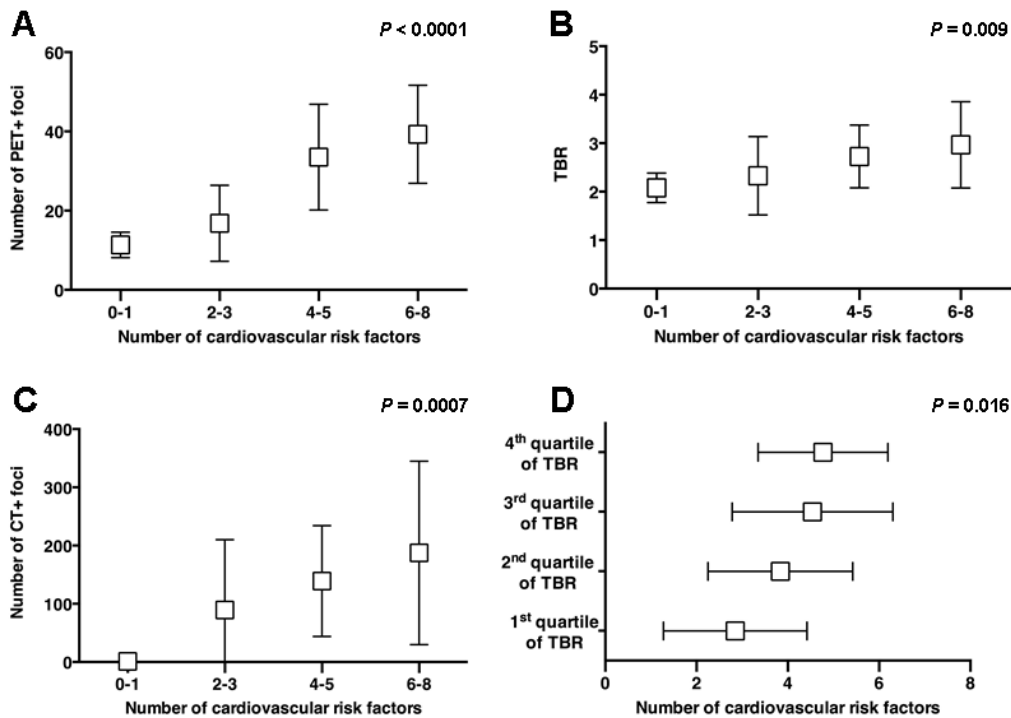 A
P < 0.0001
Number of PET+ foci
60
40
20
0
0-1 2-3 4-5 6-8
Number of cardiovascular risk factors
B
P = 0.009
TBR
5
4
3
2
1
0
0-1 2-3 4-5 6-8
Number of cardiovascular risk factors
C
P = 0.0007
Number of CT+ foci
400
300
200
100
0
0-1 2-3 4-5 6-8
Number of cardiovascular risk factors
D
P = 0.016
4th quartile
of TBR
3rd quartile
of TBR
2nd quartile
of TBR
1st quartile
of TBR
0 2 4 6 8
Number of cardiovascular risk factors